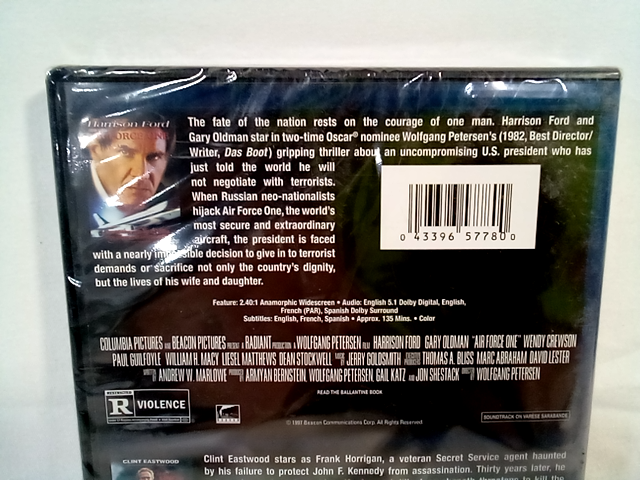 Harrison Ford
The fate of the nation rests on the courage of one man. Harrison Ford and
Gary Oldman star in two-time Oscar® nominee Wolfgang Petersen's (1982, Best Director/
Writer, Das Boot) gripping thriller about an uncompromising U.S. president who has
just told the world he will
not negotiate with terrorists.
When Russian neo-nationalists
hijack Air Force One, the world's
most secure and extraordinary
aircraft, the president is faced
with a nearly impossible decision to give in to terrorist
demands or sacrifice not only the country's dignity,
but the lives of his wife and daughter.
0 43396 57780 0
Feature: 2.40:1 Anamorphic Widescreen • Audio: English 5.1 Dolby Digital, English,
French (PAR), Spanish Dolby Surround
Subtitles: English, French, Spanish • Approx. 135 Mins. • Color
COLUMBIA PICTURES AND BEACON PICTURES PRESENT A RADIANT PRODUCTION A WOLFGANG PETERSEN FILM HARRISON FORD GARY OLDMAN "AIR FORCE ONE" WENDY CREWSON
PAUL GUILFOYLE WILLIAM H. MACY LIESEL MATTHEWS DEAN STOCKWELL MUSIC BY JERRY GOLDSMITH EXECUTIVE PRODUCERS THOMAS A. BLISS MARC ABRAHAM DAVID LESTER
WRITTEN BY ANDREW W. MARLOWE PRODUCED BY ARMYAN BERNSTEIN, WOLFGANG PETERSEN, GAIL KATZ AND JON SHESTACK DIRECTED BY WOLFGANG PETERSEN
READ THE BALLANTINE BOOK
R VIOLENCE
© 1997 Beacon Communications Corp. All Rights Reserved.
SOUNDTRACK ON VARESE SARABANDE
CLINT EASTWOOD
Clint Eastwood stars as Frank Horrigan, a veteran Secret Service agent haunted
by his failure to protect John F. Kennedy from assassination. Thirty years later, he